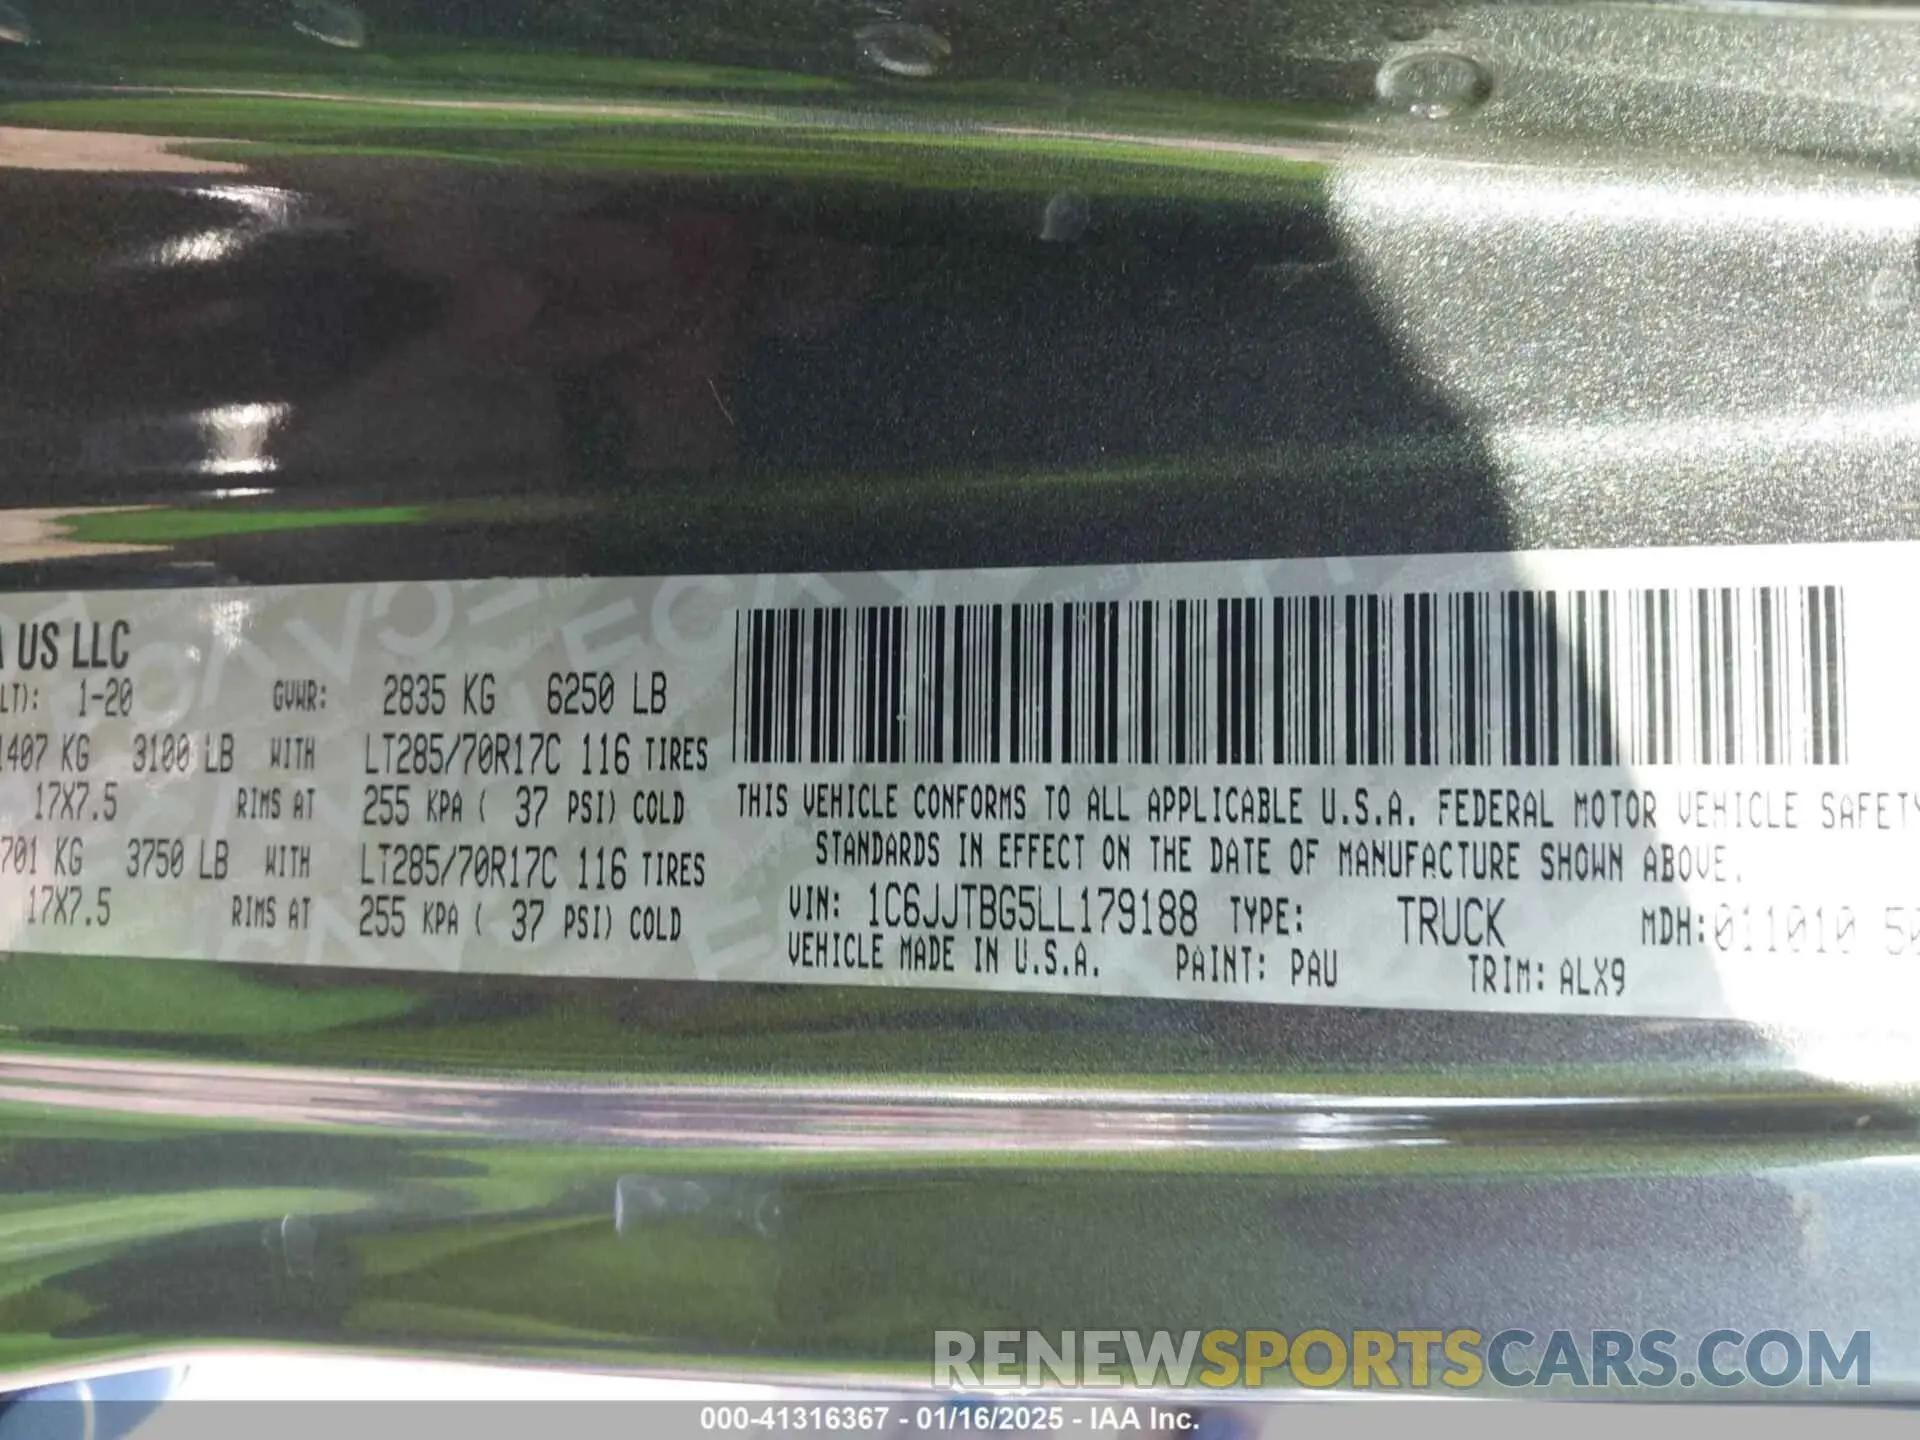 US LLC
LT): 1-20 GVWR: 2835 KG 6250 LB
1407 KG 3100 LB WITH LT285/70R17C 116 TIRES
17X7.5 RIMS AT 255 KPA ( 37 PSI) COLD
701 KG 3750 LB WITH LT285/70R17C 116 TIRES
17X7.5 RIMS AT 255 KPA ( 37 PSI) COLD
THIS VEHICLE CONFORMS TO ALL APPLICABLE U.S.A. FEDERAL MOTOR VEHICLE SAFETY
STANDARDS IN EFFECT ON THE DATE OF MANUFACTURE SHOWN ABOVE.
VIN: 1C6JJTBG5LL179188 TYPE: TRUCK MDH: 011010 50
VEHICLE MADE IN U.S.A. PAINT: PAU TRIM: ALX9
RENEWSPORTSCARS.COM
000-41316367 - 01/16/2025 - IAA Inc.